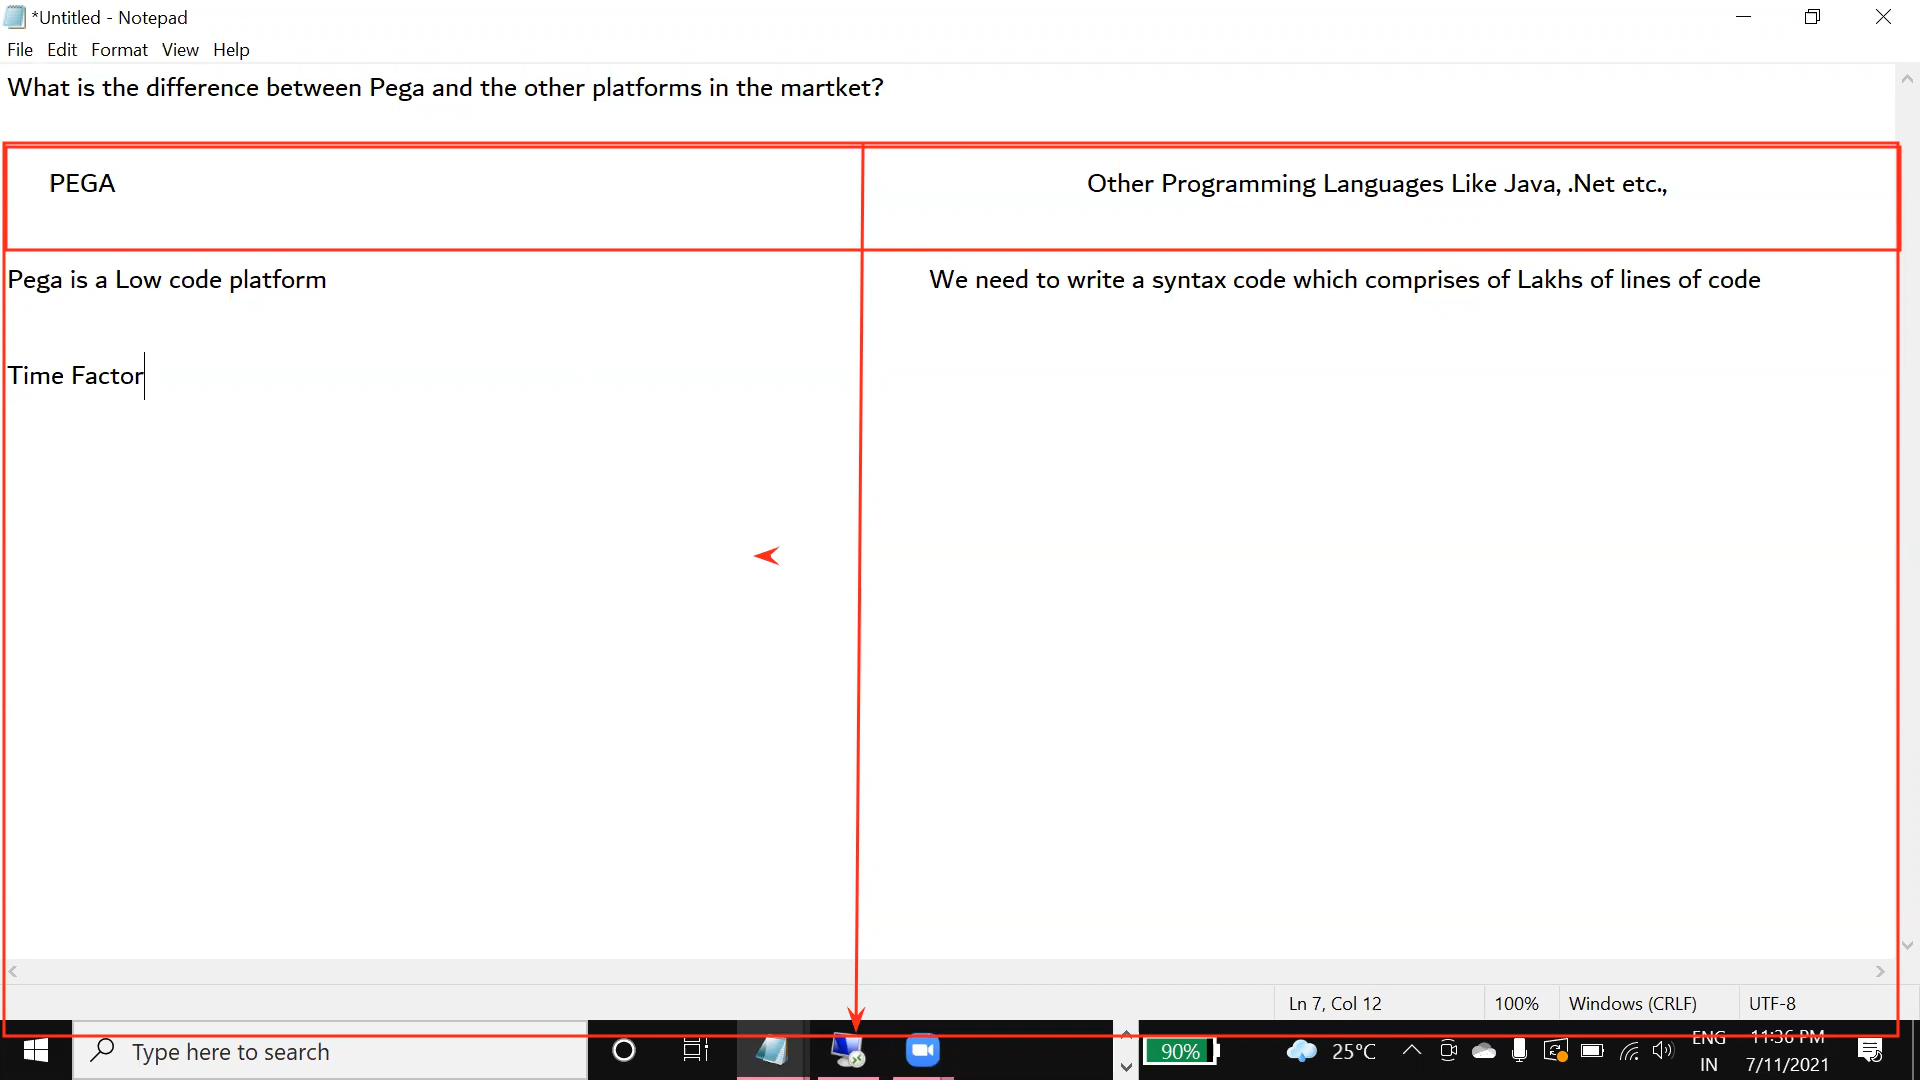 *Untitled - Notepad
File Edit Format View Help
What is the difference between Pega and the other platforms in the martket?
PEGA Other Programming Languages Like Java, .Net etc.,
Pega is a Low code platform We need to write a syntax code which comprises of Lakhs of lines of code
Time Factor
Ln 7, Col 12 100% Windows (CRLF) UTF-8
Type here to search 90% 25°C ENG 11:36 PM
IN 7/11/2021